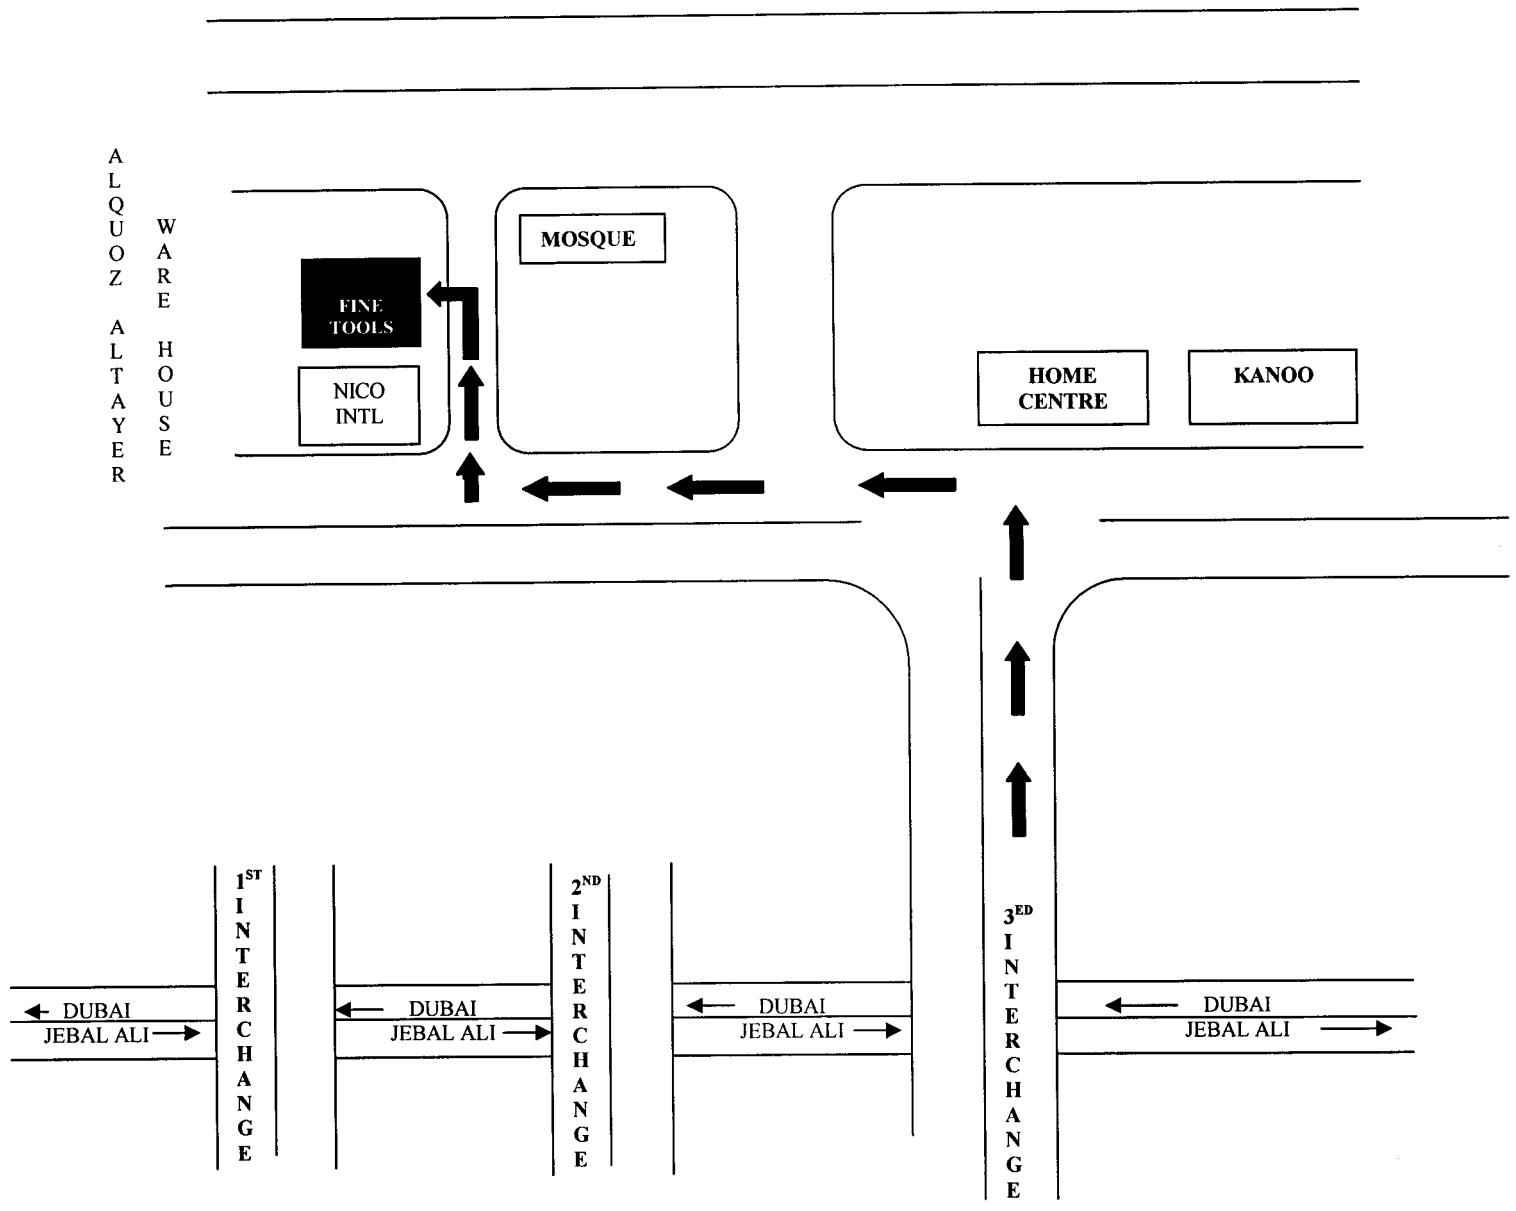 ALQUOZ ALTAYER
WARE HOUSE
MOSQUE
FINE
TOOLS
NICO
INTL
HOME
CENTRE
KANOO
1ST INTERCHANGE
2ND INTERCHANGE
3ED INTERCHANGE
DUBAI
JEBAL ALI
DUBAI
JEBAL ALI
DUBAI
JEBAL ALI
DUBAI
JEBAL ALI